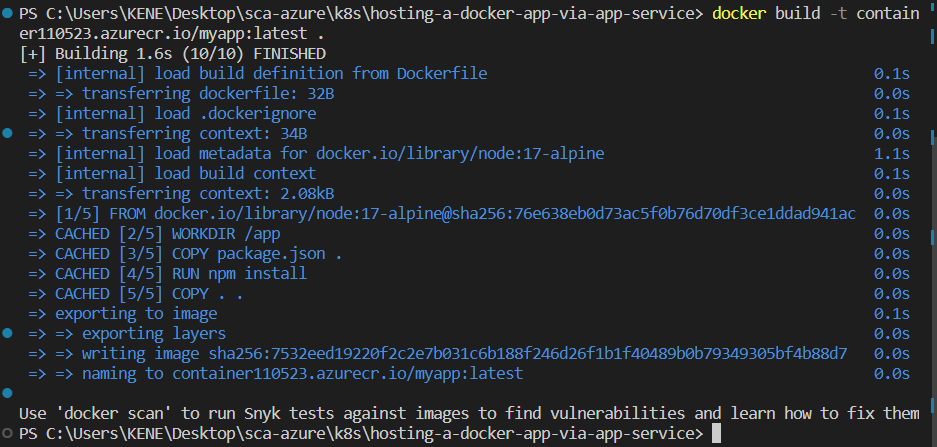 PS C:\Users\KENE\Desktop\sca-azure\k8s\hosting-a-docker-app-via-app-service> docker build -t contain
er110523.azurecr.io/myapp:latest .
[+] Building 1.6s (10/10) FINISHED
=> [internal] load build definition from Dockerfile 0.1s
=> => transferring dockerfile: 32B 0.0s
=> [internal] load .dockerignore 0.1s
=> => transferring context: 34B 0.0s
=> [internal] load metadata for docker.io/library/node:17-alpine 1.1s
=> [internal] load build context 0.1s
=> => transferring context: 2.08kB 0.0s
=> [1/5] FROM docker.io/library/node:17-alpine@sha256:76e638eb0d73ac5f0b76d70df3ce1ddad941ac 0.0s
=> CACHED [2/5] WORKDIR /app 0.0s
=> CACHED [3/5] COPY package.json . 0.0s
=> CACHED [4/5] RUN npm install 0.0s
=> CACHED [5/5] COPY . . 0.0s
=> exporting to image 0.1s
=> => exporting layers 0.0s
=> => writing image sha256:7532eed19220f2c2e7b031c6b188f246d26f1b1f40489b0b79349305bf4b88d7 0.0s
=> => naming to container110523.azurecr.io/myapp:latest 0.0s
Use 'docker scan' to run Snyk tests against images to find vulnerabilities and learn how to fix them
PS C:\Users\KENE\Desktop\sca-azure\k8s\hosting-a-docker-app-via-app-service>